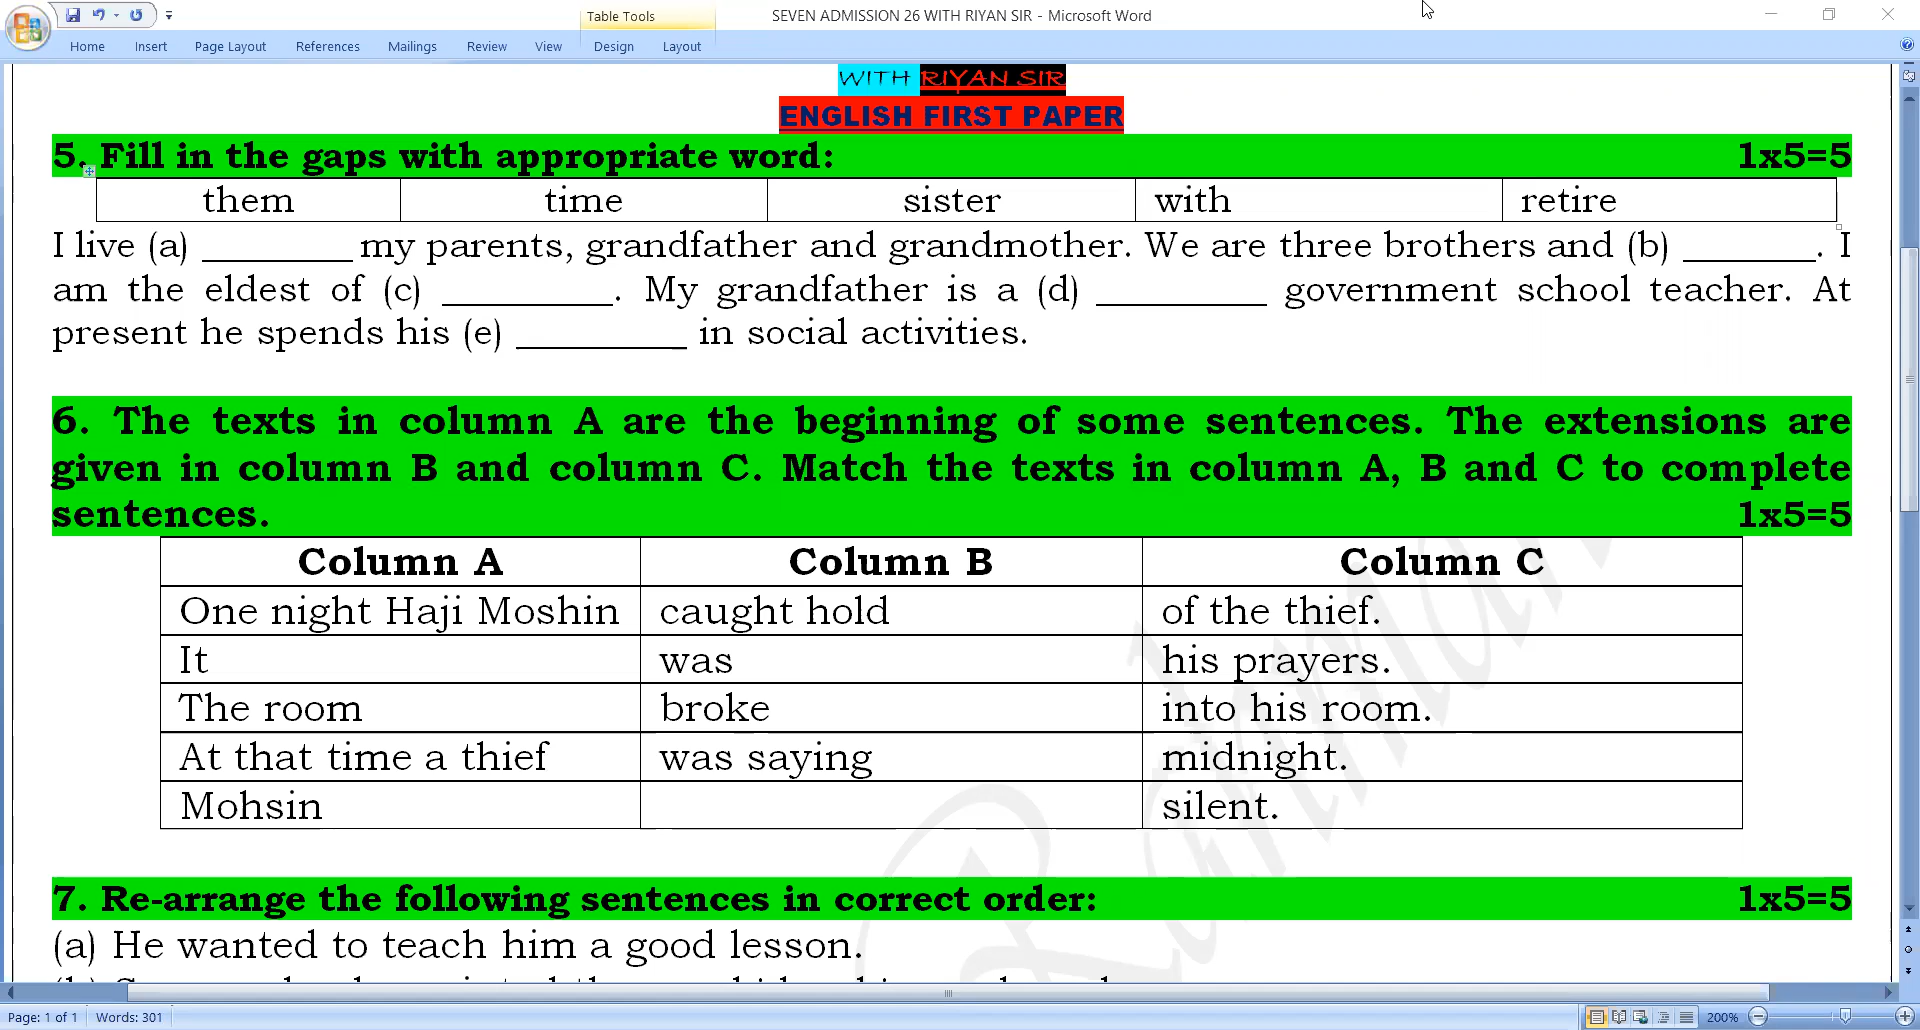 SEVEN ADMISSION 26 WITH RIYAN SIR - Microsoft Word
Table Tools
Home Insert Page Layout References Mailings Review View Design Layout
WITH RIYAN SIR
ENGLISH FIRST PAPER
5. Fill in the gaps with appropriate word: 1x5=5
them time sister with retire
I live (a) ________ my parents, grandfather and grandmother. We are three brothers and (b) _______. I
am the eldest of (c) _________. My grandfather is a (d) _________ government school teacher. At
present he spends his (e) _________ in social activities.
6. The texts in column A are the beginning of some sentences. The extensions are
given in column B and column C. Match the texts in column A, B and C to complete
sentences. 1x5=5
Column A Column B Column C
One night Haji Moshin caught hold of the thief.
It was his prayers.
The room broke into his room.
At that time a thief was saying midnight.
Mohsin silent.
7. Re-arrange the following sentences in correct order: 1x5=5
(a) He wanted to teach him a good lesson.
Page: 1 of 1 Words: 301 200%